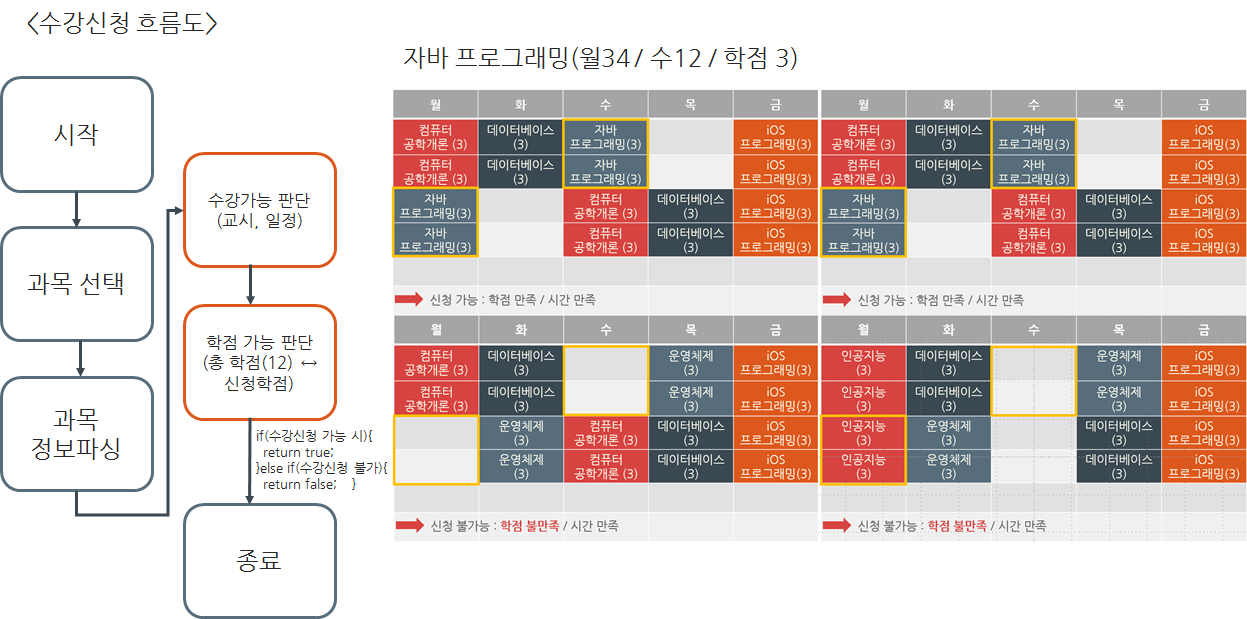 <수강신청 흐름도>
시작
과목 선택
과목
정보파싱
수강가능 판단
(교시, 일정)
학점 가능 판단
(총 학점(12) ↔
신청학점)
if(수강신청 가능 시){
return true;
}else if(수강신청 불가){
return false; }
종료
자바 프로그래밍(월34 / 수12 / 학점 3)
월 화 수 목 금
컴퓨터 데이터베이스 자바 iOS
공학개론 (3) (3) 프로그래밍(3) 프로그래밍(3)
컴퓨터 데이터베이스 자바 iOS
공학개론 (3) (3) 프로그래밍(3) 프로그래밍(3)
자바 컴퓨터 데이터베이스 iOS
프로그래밍(3) 공학개론 (3) (3) 프로그래밍(3)
자바 컴퓨터 데이터베이스 iOS
프로그래밍(3) 공학개론 (3) (3) 프로그래밍(3)
신청 가능 : 학점 만족 / 시간 만족
월 화 수 목 금
컴퓨터 데이터베이스 자바 iOS
공학개론 (3) (3) 프로그래밍(3) 프로그래밍(3)
컴퓨터 데이터베이스 자바 iOS
공학개론 (3) (3) 프로그래밍(3) 프로그래밍(3)
자바 컴퓨터 데이터베이스 iOS
프로그래밍(3) 공학개론 (3) (3) 프로그래밍(3)
자바 컴퓨터 데이터베이스 iOS
프로그래밍(3) 공학개론 (3) (3) 프로그래밍(3)
신청 가능 : 학점 만족 / 시간 만족
월 화 수 목 금
컴퓨터 데이터베이스 운영체제 iOS
공학개론 (3) (3) (3) 프로그래밍(3)
컴퓨터 데이터베이스 운영체제 iOS
공학개론 (3) (3) (3) 프로그래밍(3)
운영체제 컴퓨터 데이터베이스 iOS
(3) 공학개론 (3) (3) 프로그래밍(3)
운영체제 컴퓨터 데이터베이스 iOS
(3) 공학개론 (3) (3) 프로그래밍(3)
신청 불가능 : 학점 불만족 / 시간 만족
월 화 수 목 금
인공지능 데이터베이스 운영체제 iOS
(3) (3) (3) 프로그래밍(3)
인공지능 데이터베이스 운영체제 iOS
(3) (3) (3) 프로그래밍(3)
인공지능 운영체제 데이터베이스 iOS
(3) (3) (3) 프로그래밍(3)
인공지능 운영체제 데이터베이스 iOS
(3) (3) (3) 프로그래밍(3)
신청 불가능 : 학점 불만족 / 시간 만족